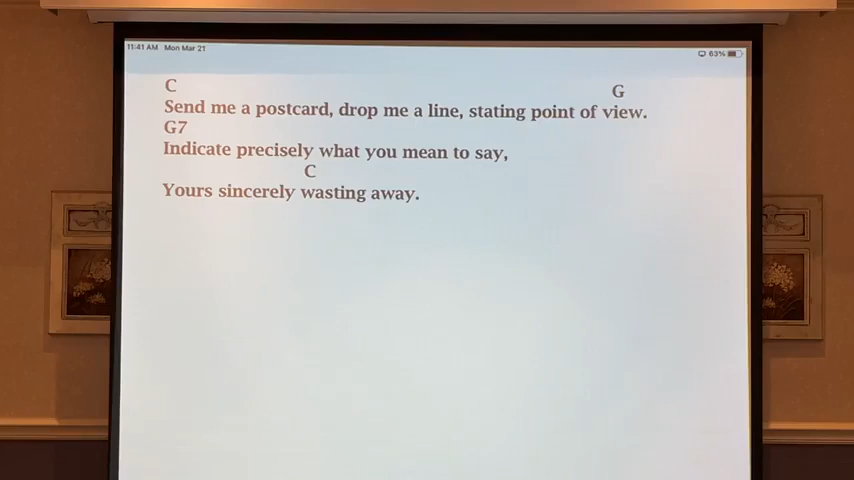 11:41 AM Mon Mar 21
63%
C G
Send me a postcard, drop me a line, stating point of view.
G7
Indicate precisely what you mean to say,
C
Yours sincerely wasting away.